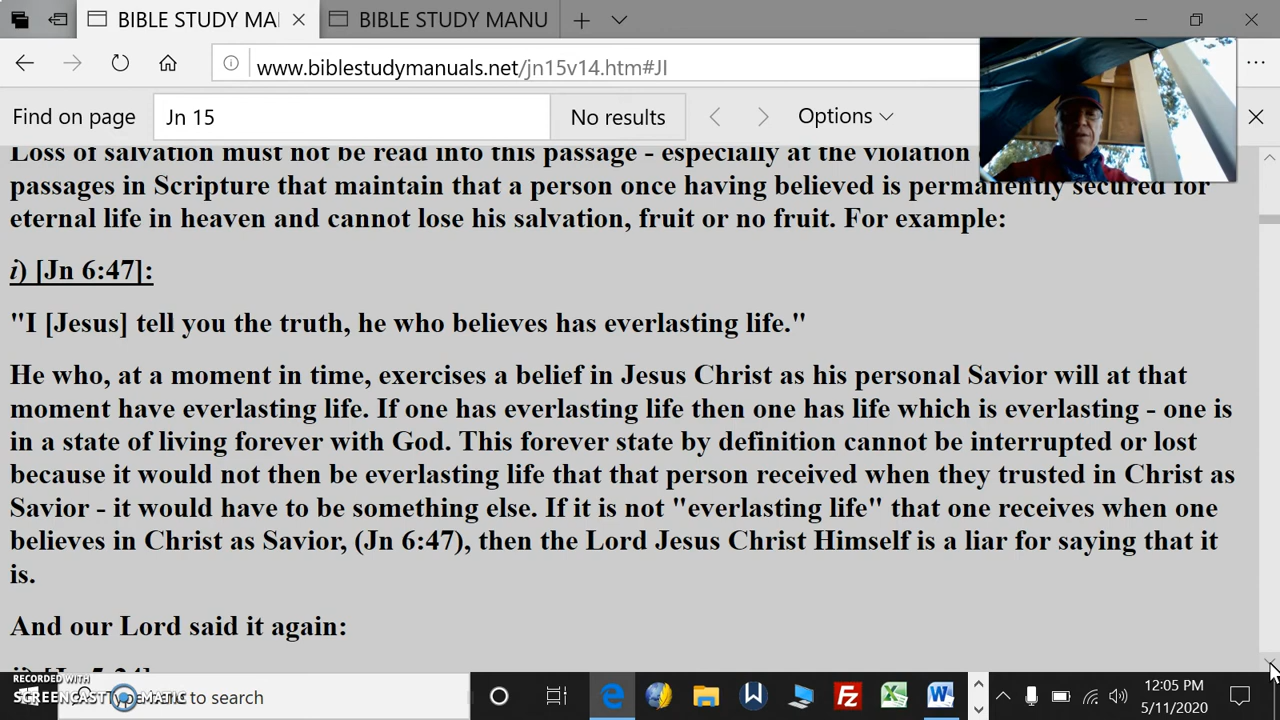 BIBLE STUDY MA
BIBLE STUDY MANU
www.biblestudymanuals.net/jn15v14.htm#JI
Find on page
Jn 15
No results
Options
Loss of salvation must not be read into this passage - especially at the violation
passages in Scripture that maintain that a person once having believed is permanently secured for
eternal life in heaven and cannot lose his salvation, fruit or no fruit. For example:
i) [Jn 6:47]:
"I [Jesus] tell you the truth, he who believes has everlasting life."
He who, at a moment in time, exercises a belief in Jesus Christ as his personal Savior will at that
moment have everlasting life. If one has everlasting life then one has life which is everlasting - one is
in a state of living forever with God. This forever state by definition cannot be interrupted or lost
because it would not then be everlasting life that that person received when they trusted in Christ as
Savior - it would have to be something else. If it is not "everlasting life" that one receives when one
believes in Christ as Savior, (Jn 6:47), then the Lord Jesus Christ Himself is a liar for saying that it
is.
And our Lord said it again:
RECORDED WITH
SCREENCAST MATIC
to search
12:05 PM
5/11/2020